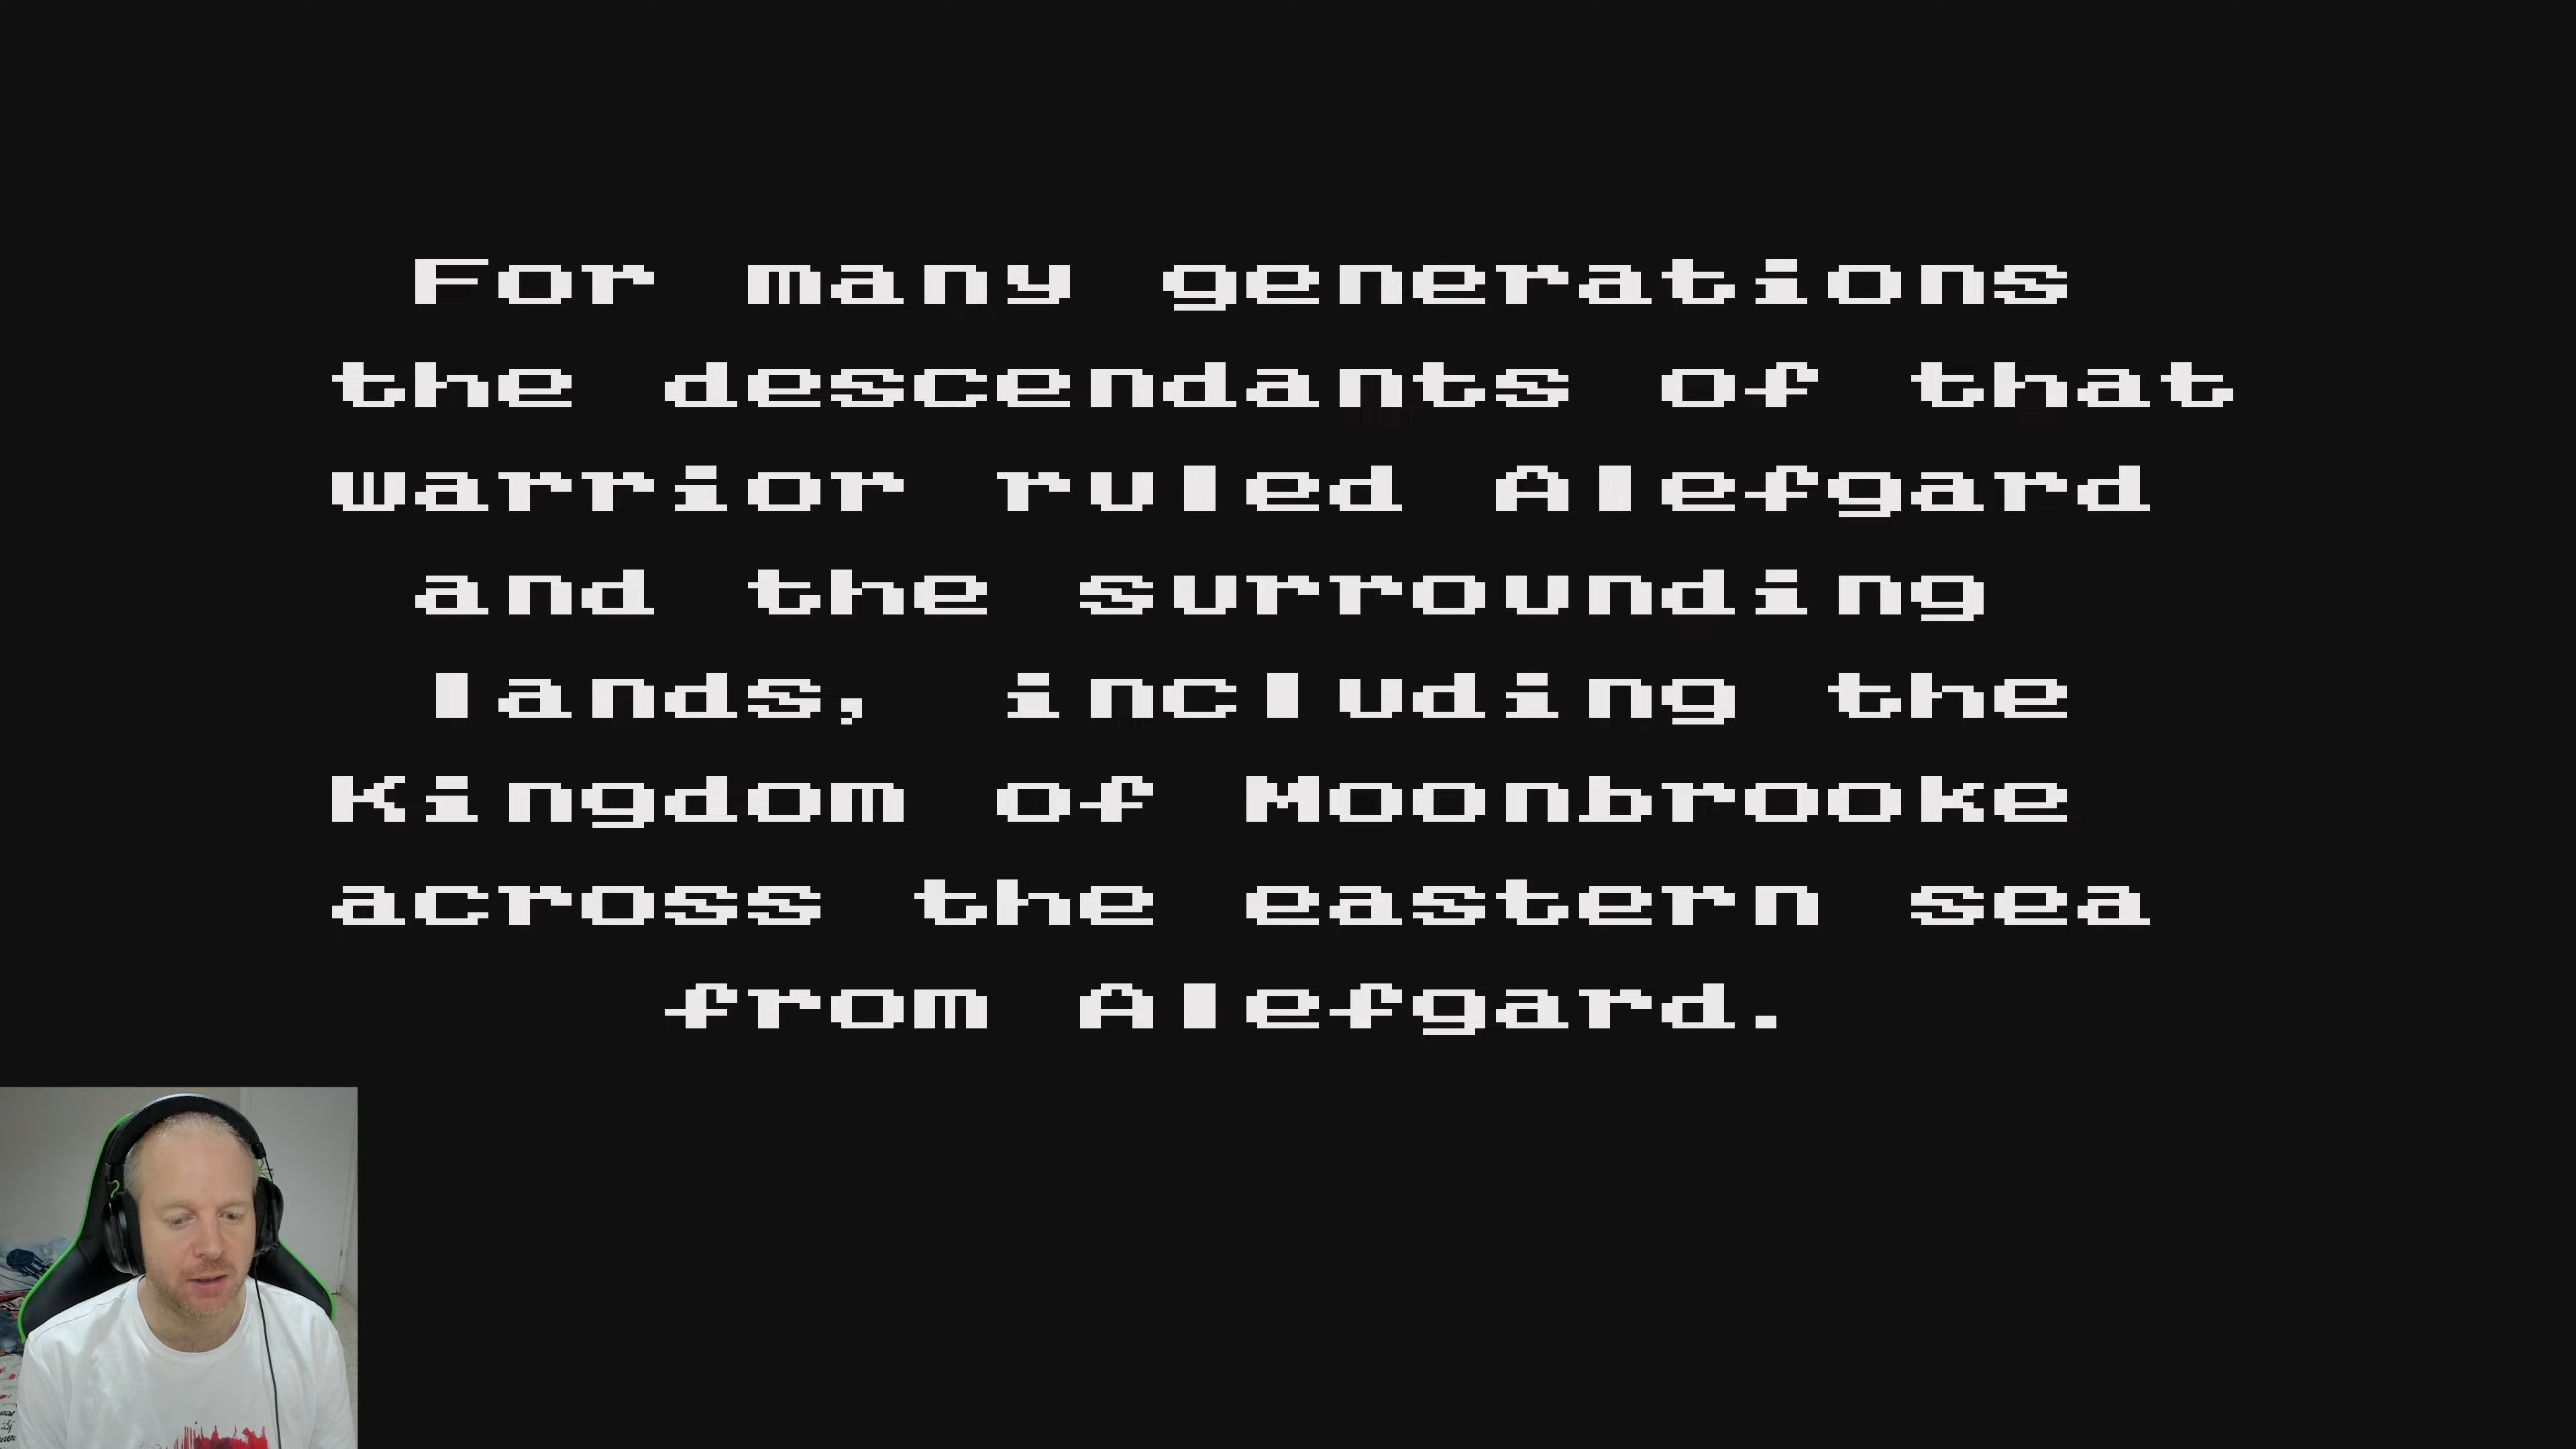 For many generations
the descendants of that
warrior ruled Alefgard
and the surrounding
lands, including the
Kingdom of Moonbrooke
across the eastern sea
from Alefgard.